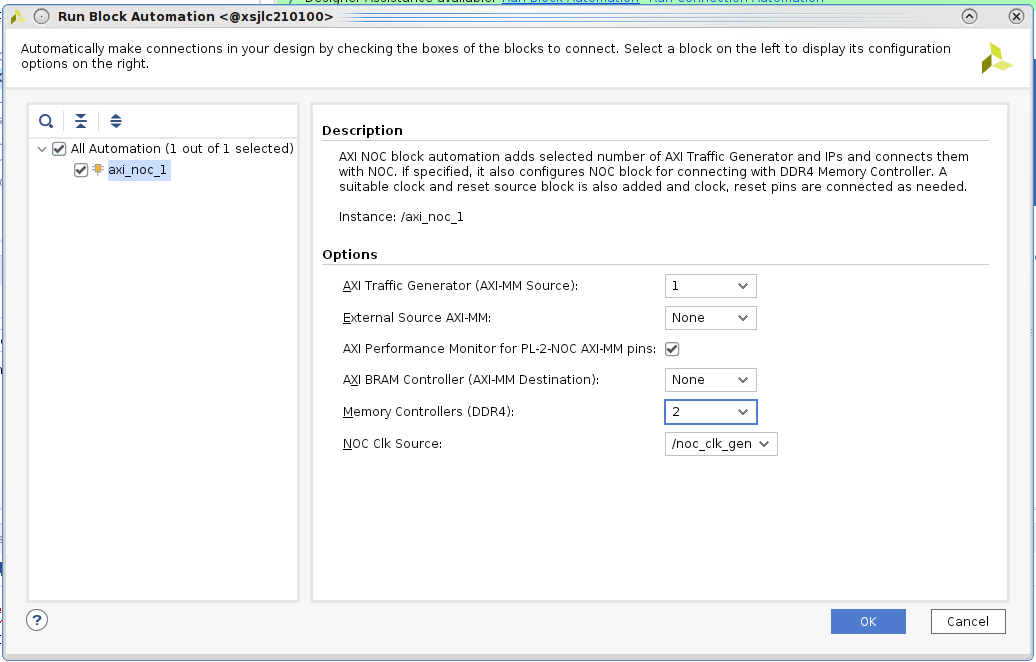 Run Block Automation <@xsjlc210100>
Automatically make connections in your design by checking the boxes of the blocks to connect. Select a block on the left to display its configuration
options on the right.
All Automation (1 out of 1 selected)
axi_noc_1
Description
AXI NOC block automation adds selected number of AXI Traffic Generator and IPs and connects them
with NOC. If specified, it also configures NOC block for connecting with DDR4 Memory Controller. A
suitable clock and reset source block is also added and clock, reset pins are connected as needed.
Instance: /axi_noc_1
Options
AXI Traffic Generator (AXI-MM Source): 1
External Source AXI-MM: None
AXI Performance Monitor for PL-2-NOC AXI-MM pins:
AXI BRAM Controller (AXI-MM Destination): None
Memory Controllers (DDR4): 2
NOC Clk Source: /noc_clk_gen
?
OK Cancel